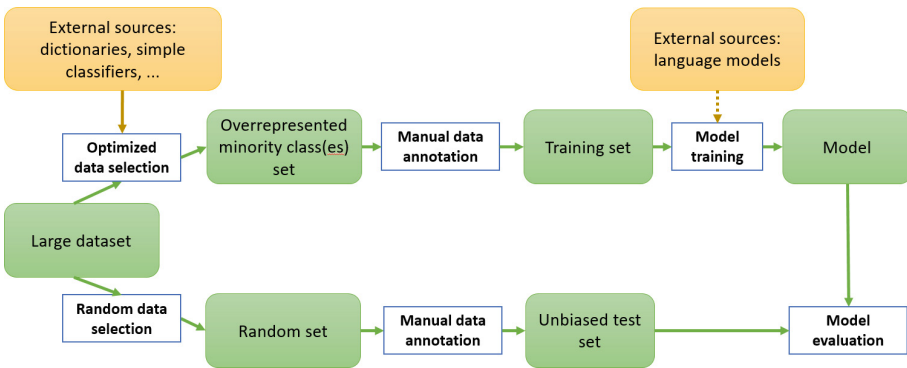 External sources:
dictionaries, simple
classifiers, ...
External sources:
language models
Optimized
data selection
Overrepresented
minority class(es)
set
Manual data
annotation
Training set
Model
training
Model
Large dataset
Random data
selection
Random set
Manual data
annotation
Unbiased test
set
Model
evaluation